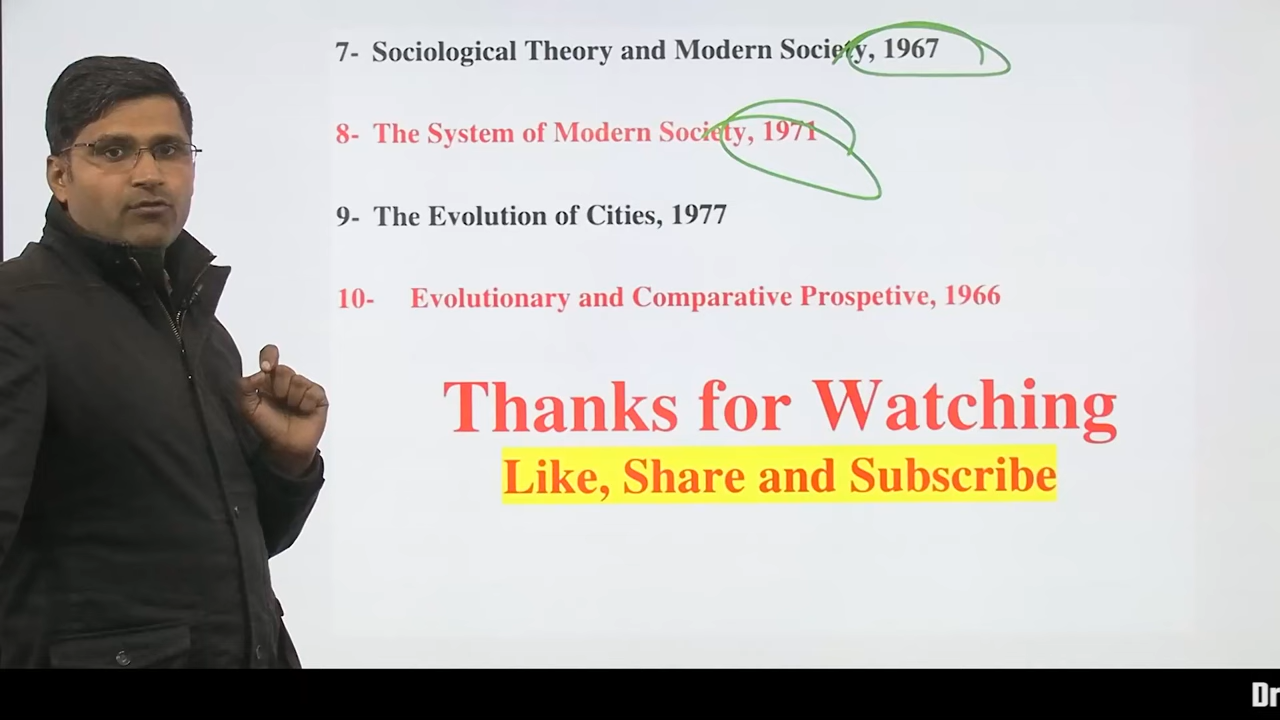 7- Sociological Theory and Modern Society, 1967
8- The System of Modern Society, 1971
9- The Evolution of Cities, 1977
10- Evolutionary and Comparative Prospetive, 1966
Thanks for Watching
Like, Share and Subscribe
Dr